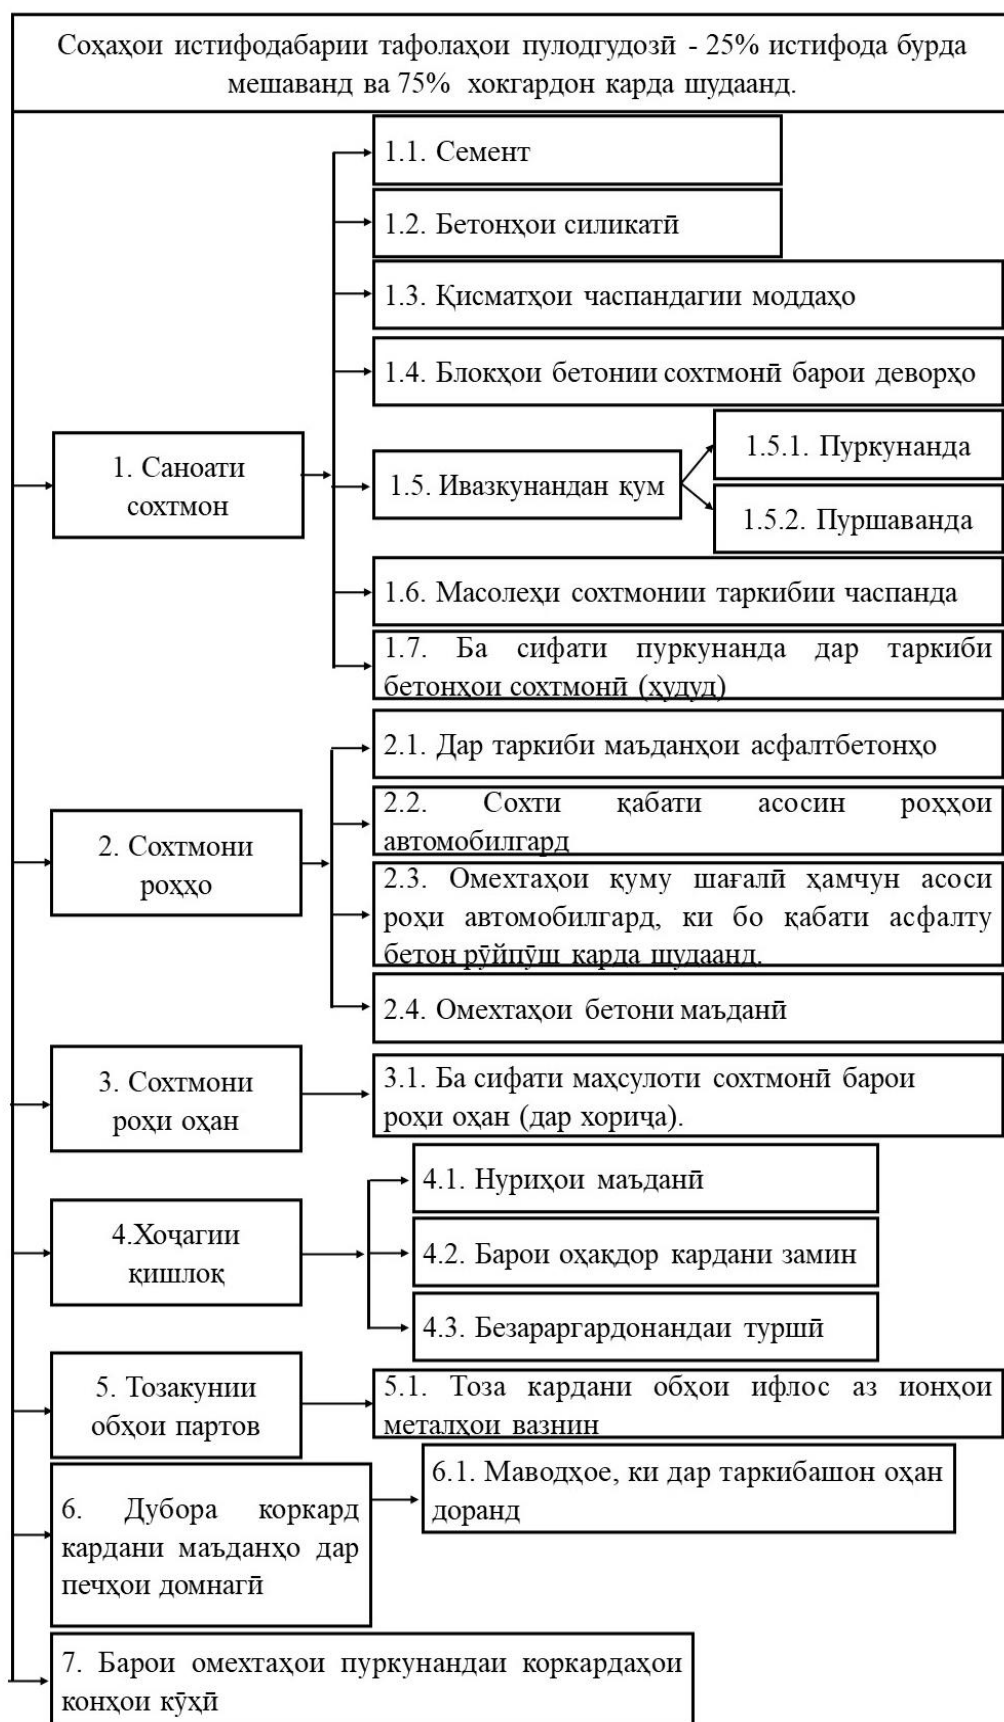 Соҳаҳои истифодабарии тафолаҳои пулодгудозӣ - 25% истифода бурда
мешаванд ва 75% хокгардон карда шудаанд.
1. Саноати
сохтмон
1.1. Семент
1.2. Бетонҳои силикатӣ
1.3. Қисматҳои часпандагии моддаҳо
1.4. Блокҳои бетонии сохтмонӣ барои деворҳо
1.5. Ивазкунандан қум
1.5.1. Пуркунанда
1.5.2. Пуршаванда
1.6. Масолеҳи сохтмонии таркибии часпанда
1.7. Ба сифати пуркунанда дар таркиби
бетонҳои сохтмонӣ (ҳудуд)
2. Сохтмони
роҳҳо
2.1. Дар таркиби маъданҳои асфалтбетонҳо
2.2. Сохти қабати асосин роҳҳои
автомобилгард
2.3. Омехтаҳои қуму шағалӣ ҳамчун асоси
роҳи автомобилгард, ки бо қабати асфалту
бетон рӯйпӯш карда шудаанд.
2.4. Омехтаҳои бетони маъданӣ
3. Сохтмони
роҳи оҳан
3.1. Ба сифати маҳсулоти сохтмонӣ барои
роҳи оҳан (дар хориҷа).
4.Хоҷагии
қишлоқ
4.1. Нуриҳои маъданӣ
4.2. Барои оҳақдор кардани замин
4.3. Безараргардонандаи туршӣ
5. Тозакунии
обҳои партов
5.1. Тоза кардани обҳои ифлос аз ионҳои
металҳои вазнин
6. Дубора коркард
кардани маъданҳо дар
печҳои домнагӣ
6.1. Маводҳое, ки дар таркибашон оҳан
доранд
7. Барои омехтаҳои пуркунандаи коркардаҳои
конҳои кӯҳӣ